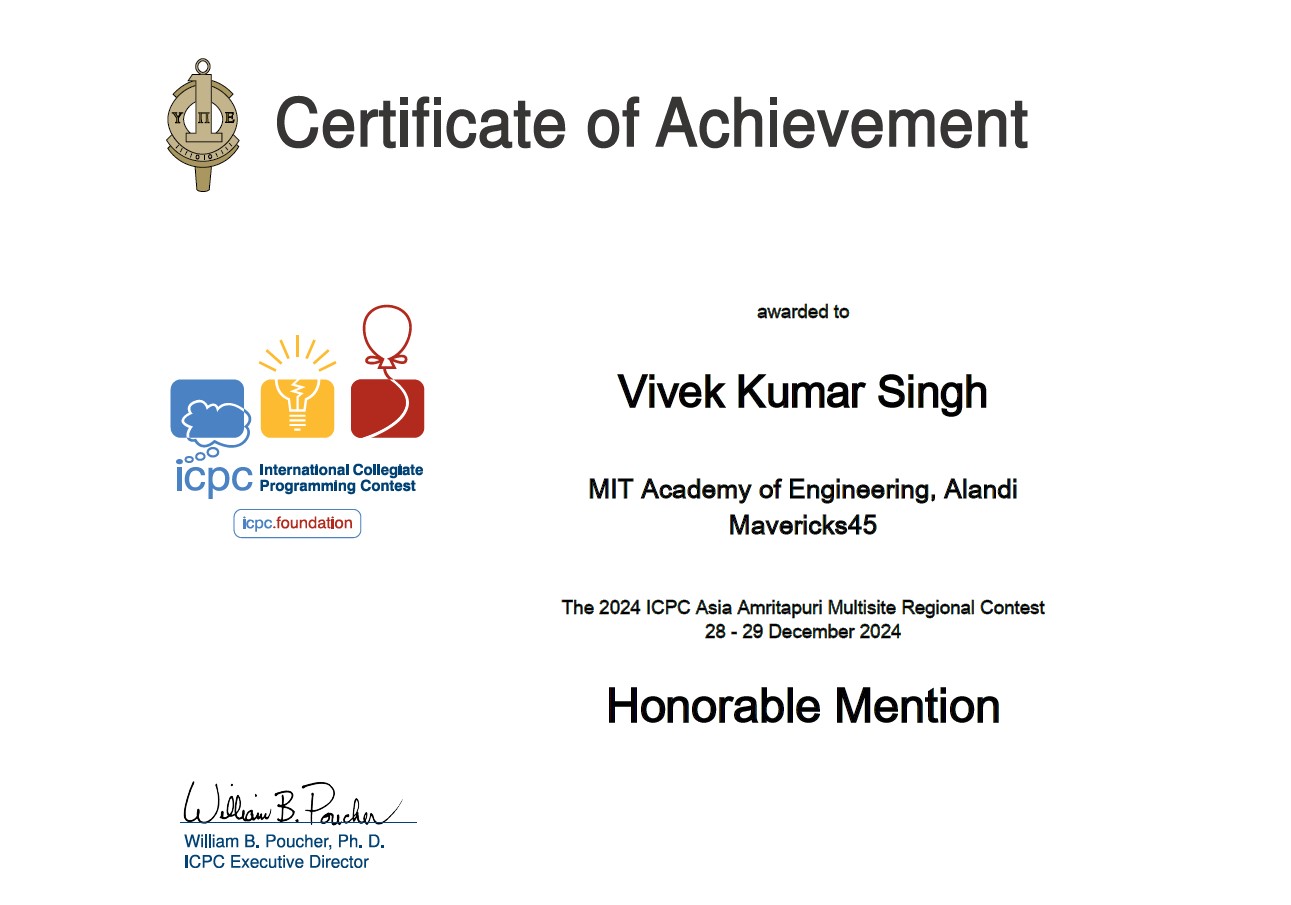 Υ Π Ε
Certificate of Achievement
awarded to
Vivek Kumar Singh
MIT Academy of Engineering, Alandi
Mavericks45
The 2024 ICPC Asia Amritapuri Multisite Regional Contest
28 - 29 December 2024
Honorable Mention
icpc International Collegiate
Programming Contest
icpc.foundation
William B. Poucher
William B. Poucher, Ph. D.
ICPC Executive Director